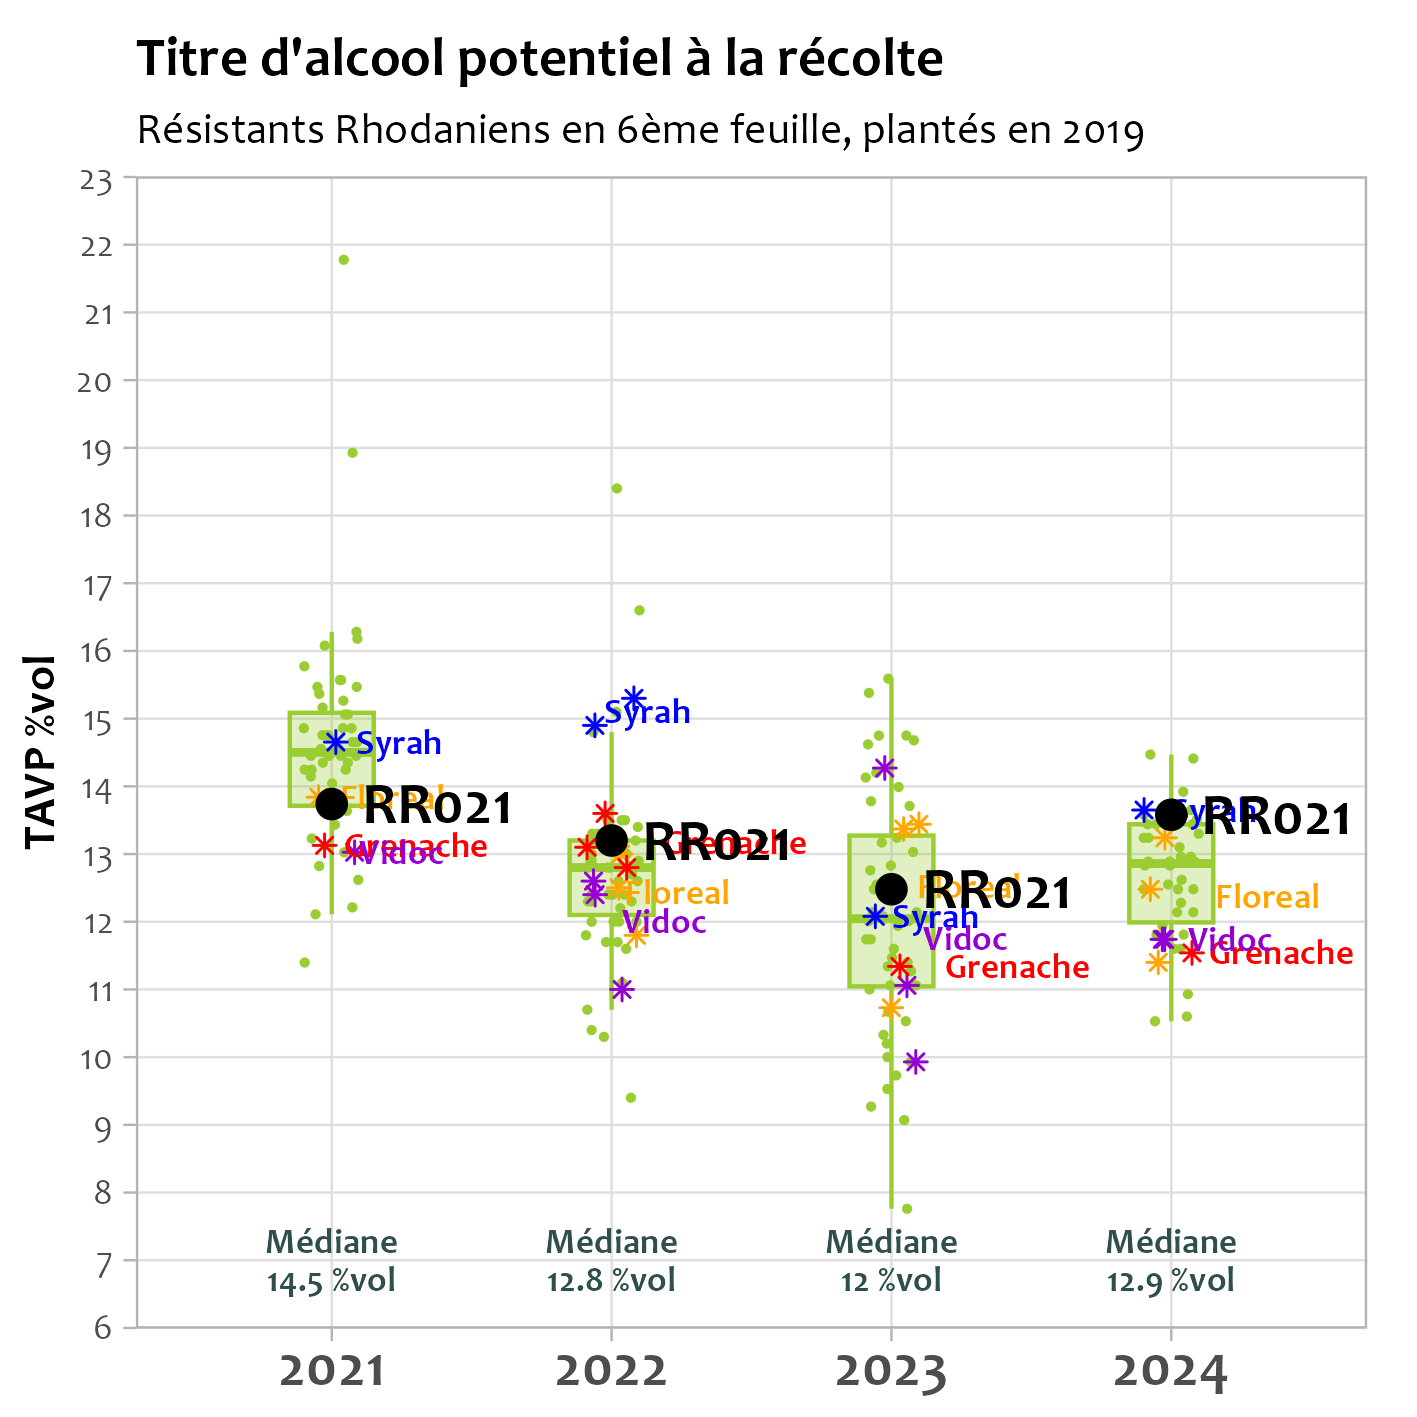 Titre d'alcool potentiel à la récolte
Résistants Rhodaniens en 6ème feuille, plantés en 2019
TAVP %vol
23
22
21
20
19
18
17
16
15
14
13
12
11
10
9
8
7
6
Syrah
Floreal
RR021
Grenache
Vidoc
Syrah
RR021
Grenache
Floreal
Vidoc
Floreal
RR021
Syrah
Vidoc
Grenache
Syrah
RR021
Floreal
Vidoc
Grenache
Médiane
14.5 %vol
Médiane
12.8 %vol
Médiane
12 %vol
Médiane
12.9 %vol
2021
2022
2023
2024